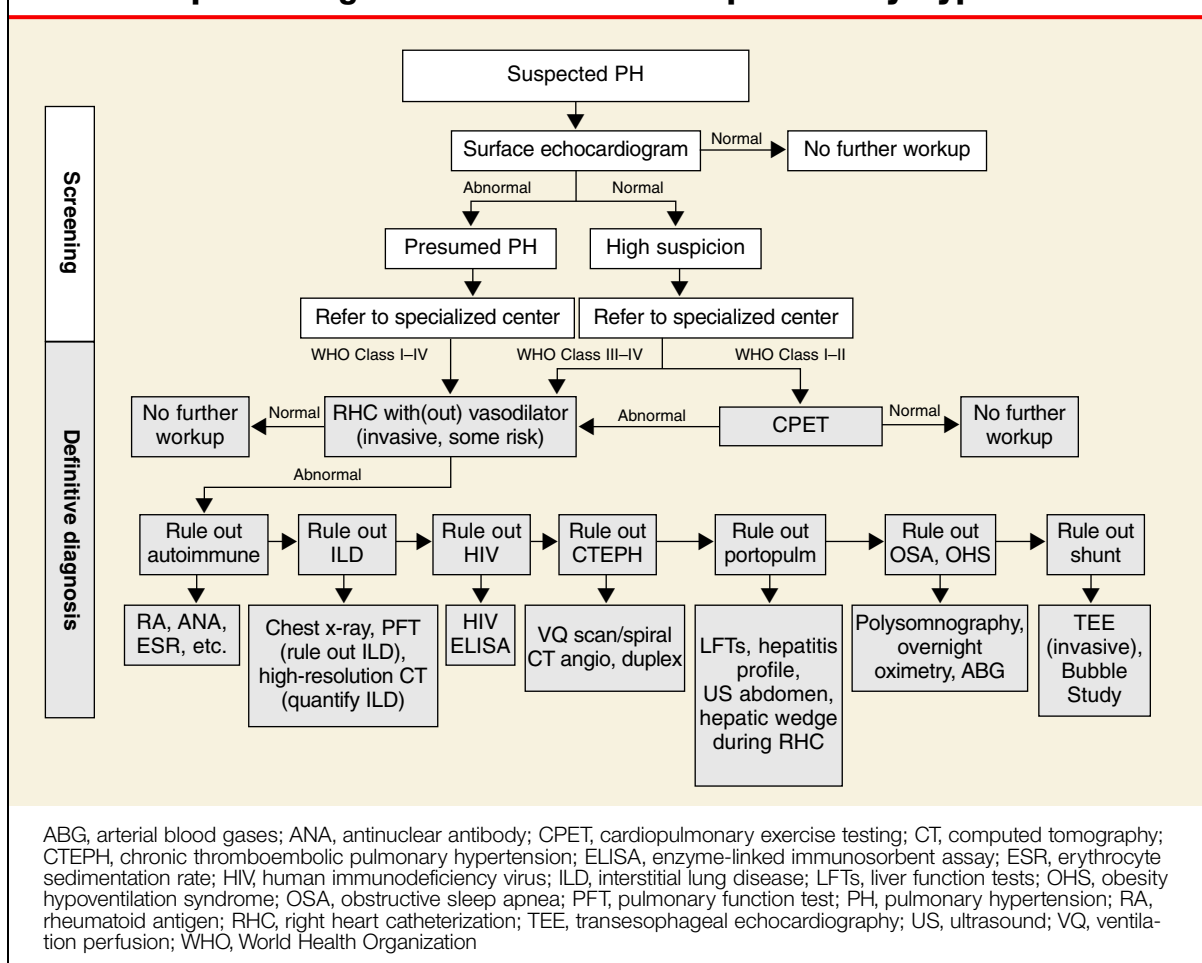 Suspected PH
Surface echocardiogram
Normal
No further workup
Abnormal
Normal
Presumed PH
High suspicion
Refer to specialized center
Refer to specialized center
Screening
WHO Class I–IV
WHO Class III–IV
WHO Class I–II
No further
workup
Normal
RHC with(out) vasodilator
(invasive, some risk)
Abnormal
CPET
Normal
No further
workup
Abnormal
Definitive diagnosis
Rule out
autoimmune
Rule out
ILD
Rule out
HIV
Rule out
CTEPH
Rule out
portopulm
Rule out
OSA, OHS
Rule out
shunt
RA, ANA,
ESR, etc.
Chest x-ray, PFT
(rule out ILD),
high-resolution CT
(quantify ILD)
HIV
ELISA
VQ scan/spiral
CT angio, duplex
LFTs, hepatitis
profile,
US abdomen,
hepatic wedge
during RHC
Polysomnography,
overnight
oximetry, ABG
TEE
(invasive),
Bubble
Study
ABG, arterial blood gases; ANA, antinuclear antibody; CPET, cardiopulmonary exercise testing; CT, computed tomography;
CTEPH, chronic thromboembolic pulmonary hypertension; ELISA, enzyme-linked immunosorbent assay; ESR, erythrocyte
sedimentation rate; HIV, human immunodeficiency virus; ILD, interstitial lung disease; LFTs, liver function tests; OHS, obesity
hypoventilation syndrome; OSA, obstructive sleep apnea; PFT, pulmonary function test; PH, pulmonary hypertension; RA,
rheumatoid antigen; RHC, right heart catheterization; TEE, transesophageal echocardiography; US, ultrasound; VQ, ventila-
tion perfusion; WHO, World Health Organization